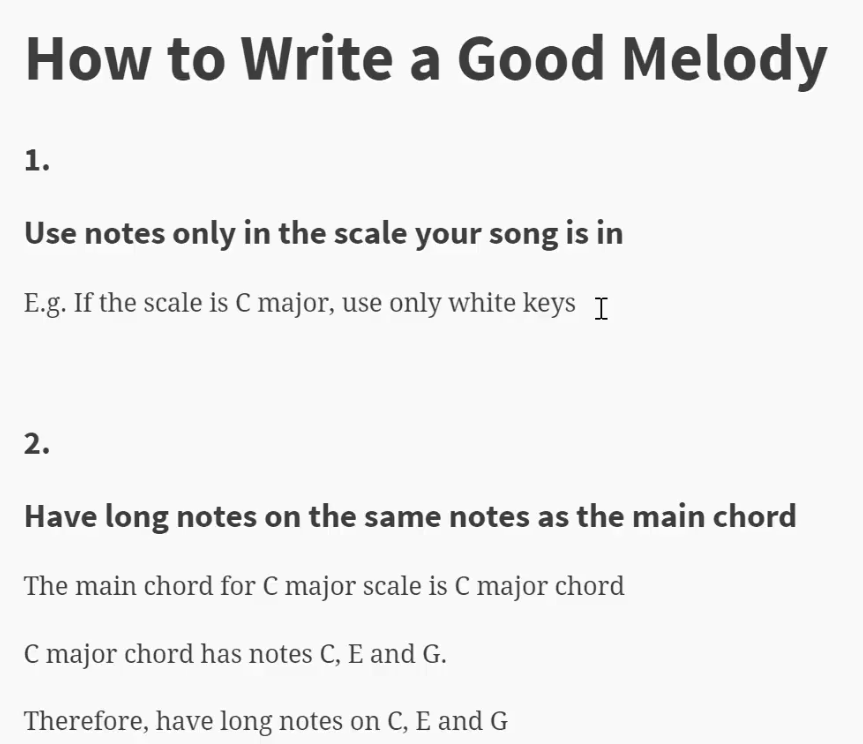 How to Write a Good Melody
1.
Use notes only in the scale your song is in
E.g. If the scale is C major, use only white keys
2.
Have long notes on the same notes as the main chord
The main chord for C major scale is C major chord
C major chord has notes C, E and G.
Therefore, have long notes on C, E and G